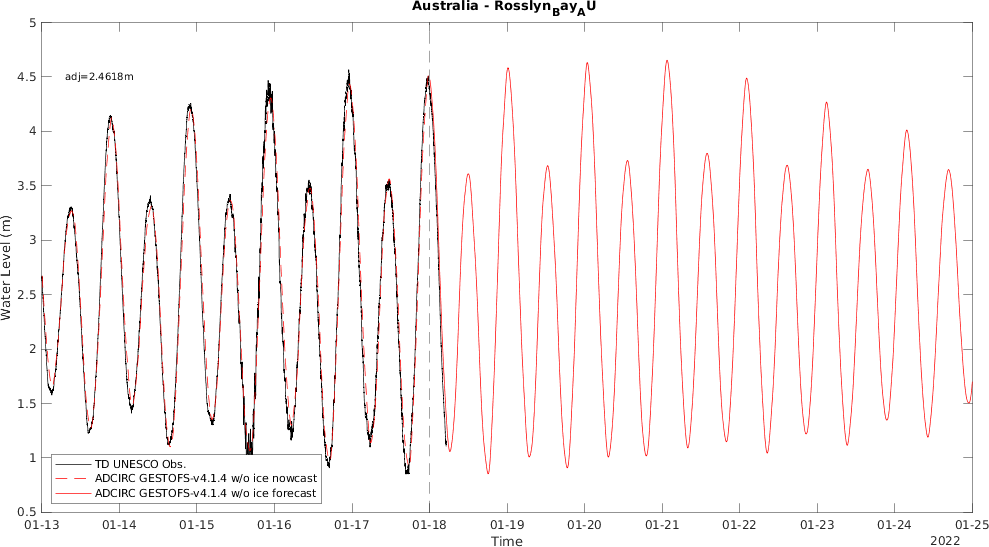 Australia - RosslynBayAU
5
4.5
adj=2.4618m
4
3.5
3
Water Level (m)
2.5
2
1.5
1
TD UNESCO Obs.
ADCIRC GESTOFS-v4.1.4 w/o ice nowcast
ADCIRC GESTOFS-v4.1.4 w/o ice forecast
0.5
01-13 01-14 01-15 01-16 01-17 01-18 01-19 01-20 01-21 01-22 01-23 01-24 01-25
Time
2022